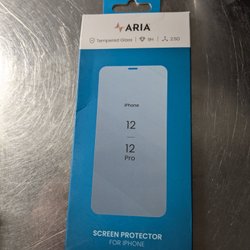 ARIA
Tempered Glass | 9H | 2.5D
iPhone
12
12
Pro
SCREEN PROTECTOR
FOR IPHONE